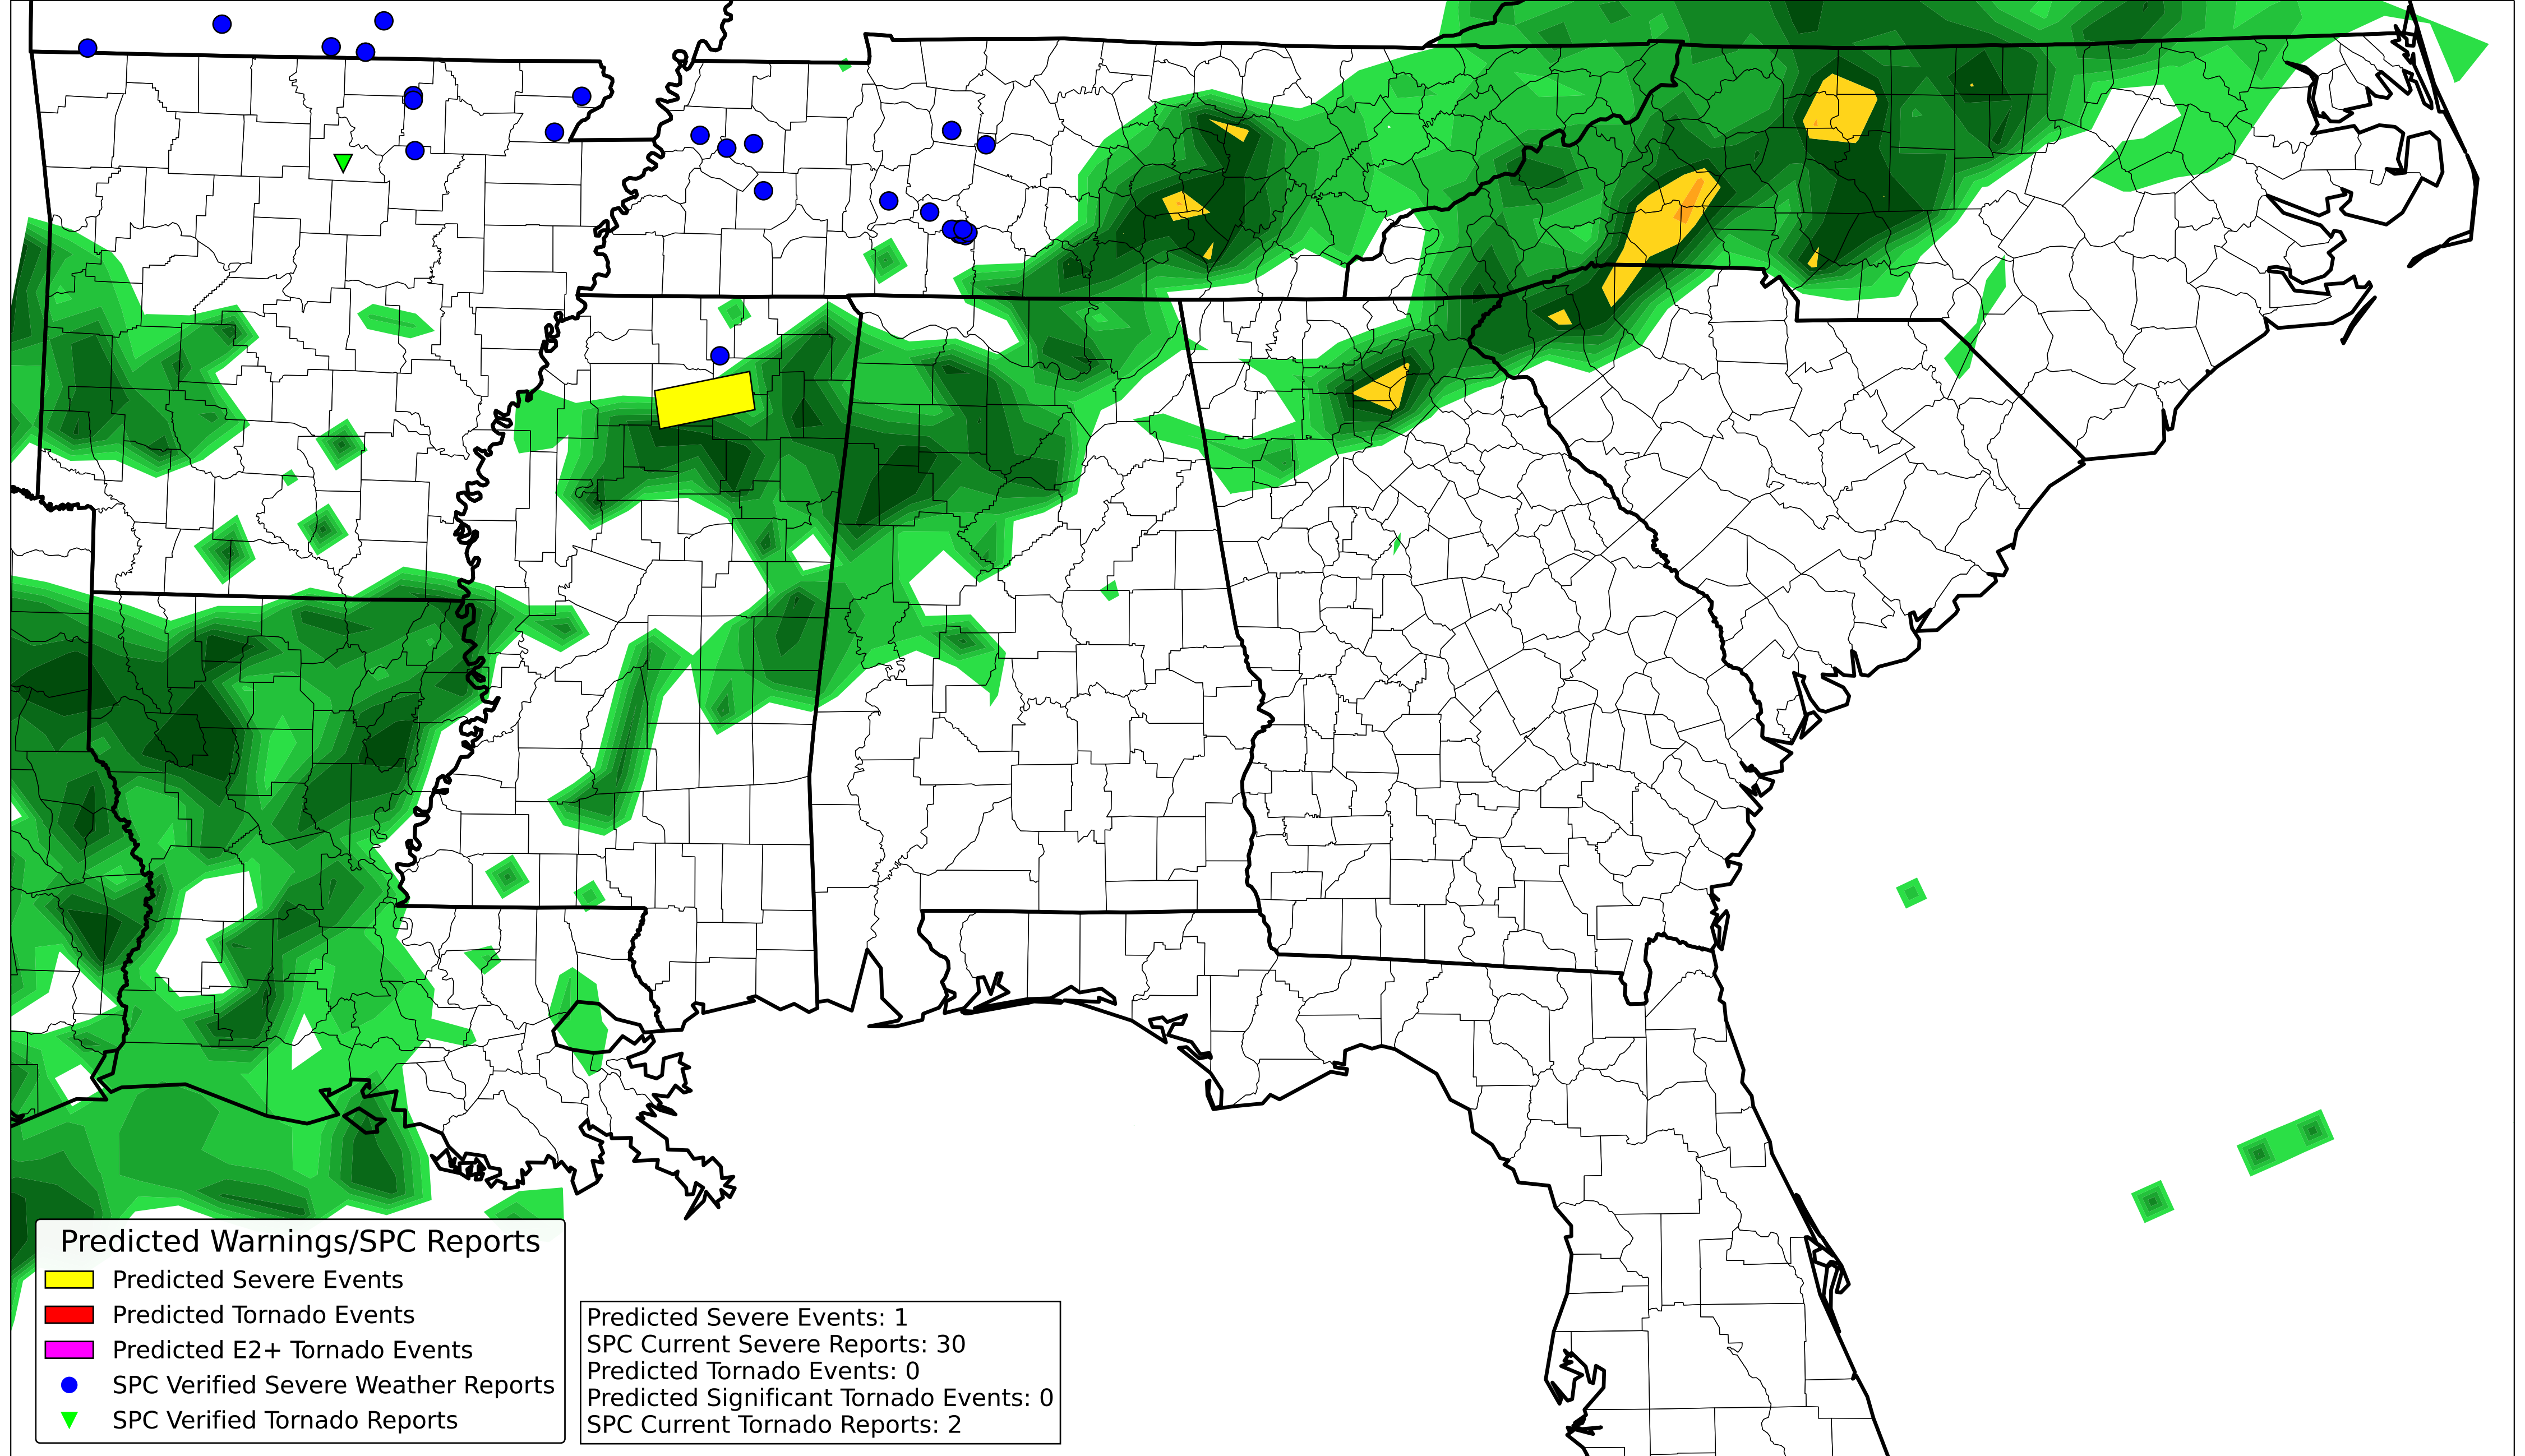 Predicted Warnings/SPC Reports
Predicted Severe Events
Predicted Tornado Events
Predicted E2+ Tornado Events
SPC Verified Severe Weather Reports
SPC Verified Tornado Reports
Predicted Severe Events: 1
SPC Current Severe Reports: 30
Predicted Tornado Events: 0
Predicted Significant Tornado Events: 0
SPC Current Tornado Reports: 2